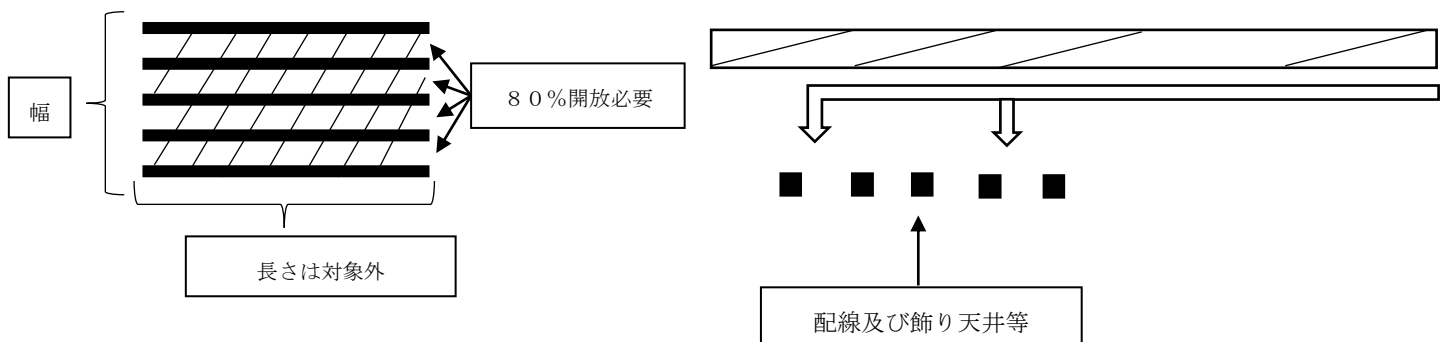 幅
８０％開放必要
長さは対象外
配線及び飾り天井等